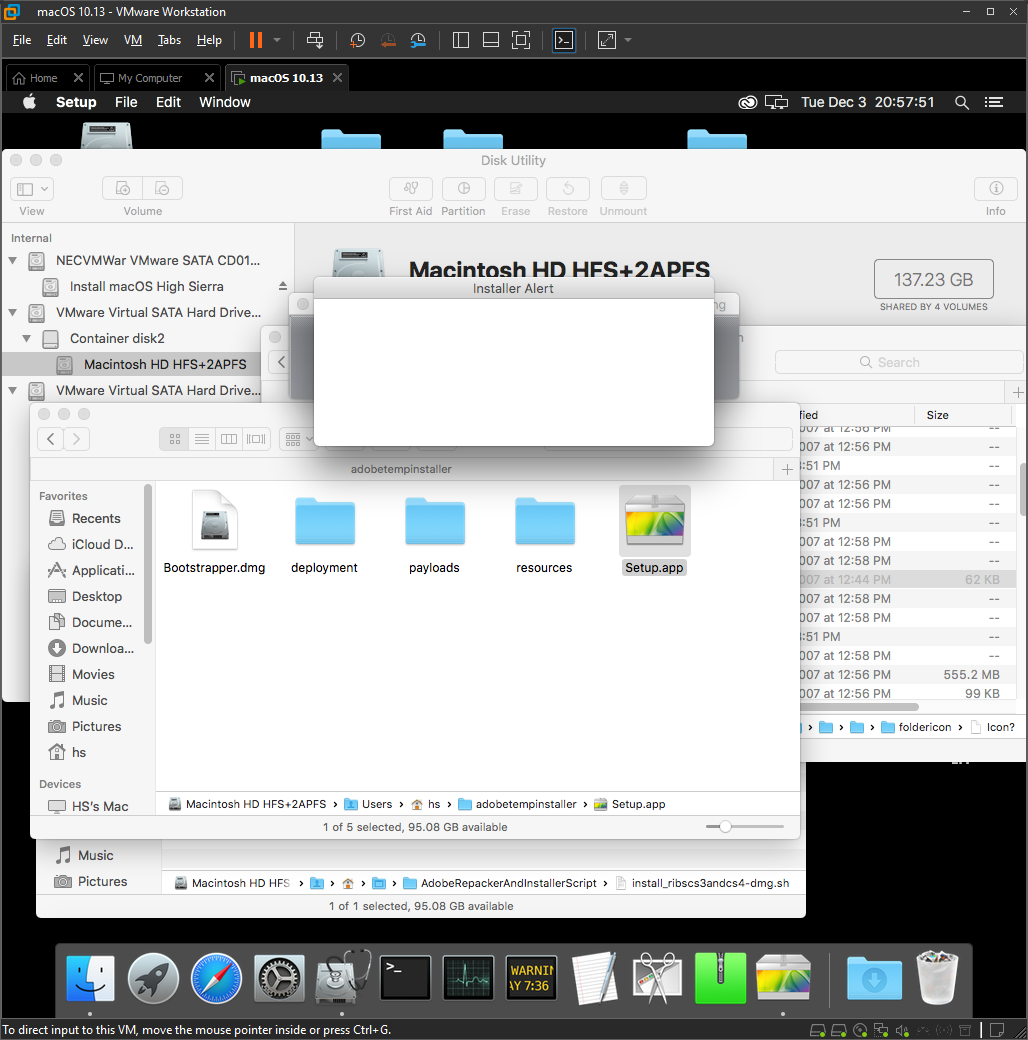 macOS 10.13 - VMware Workstation
File Edit View VM Tabs Help
Home My Computer macOS 10.13
Setup File Edit Window Tue Dec 3 20:57:51
Disk Utility
View Volume First Aid Partition Erase Restore Unmount Info
Internal
NECVMWar VMware SATA CD01...
Install macOS High Sierra
VMware Virtual SATA Hard Drive...
Container disk2
Macintosh HD HFS+2APFS
VMware Virtual SATA Hard Drive...
Macintosh HD HFS+2APFS
137.23 GB
SHARED BY 4 VOLUMES
Installer Alert
Search
Size
007 at 12:56 PM --
007 at 12:56 PM --
8:51 PM --
007 at 12:56 PM --
007 at 12:56 PM --
8:51 PM --
007 at 12:58 PM --
007 at 12:58 PM --
007 at 12:44 PM 62 KB
007 at 12:58 PM --
007 at 12:58 PM --
8:51 PM --
007 at 12:58 PM --
007 at 12:56 PM 555.2 MB
007 at 12:56 PM 99 KB
foldericon › Icon?
adobetempinstaller
Favorites
Recents
iCloud D...
Applicati...
Desktop
Docume...
Downloa...
Movies
Music
Pictures
hs
Devices
HS's Mac
Bootstrapper.dmg
deployment
payloads
resources
Setup.app
Macintosh HD HFS+2APFS › Users › hs › adobetempinstaller › Setup.app
1 of 5 selected, 95.08 GB available
Music
Pictures
Macintosh HD HFS › AdobeRepackerAndInstallerScript › install_ribscs3andcs4-dmg.sh
1 of 1 selected, 95.08 GB available
WARNIN
AY 7:36
To direct input to this VM, move the mouse pointer inside or press Ctrl+G.